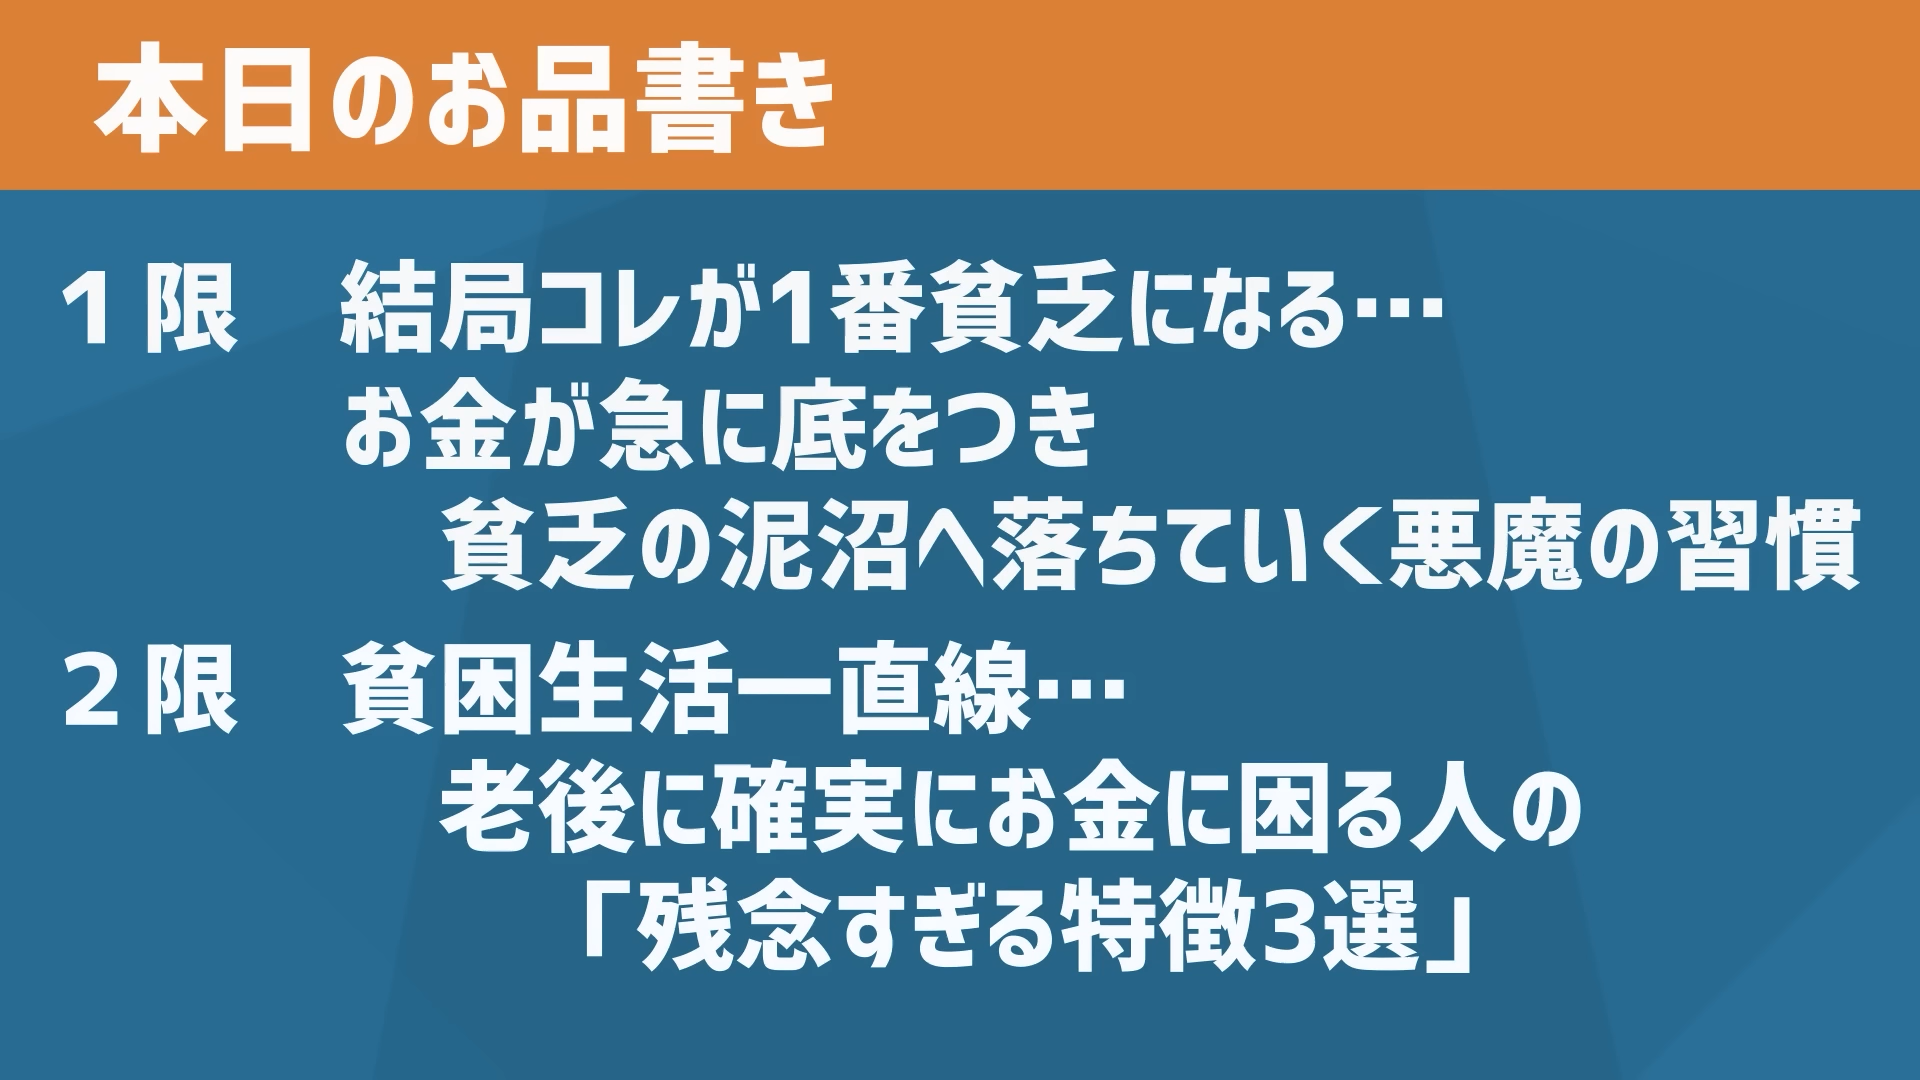 本日のお品書き
1限　結局コレが1番貧乏になる…
お金が急に底をつき
貧乏の泥沼へ落ちていく悪魔の習慣
2限　貧困生活一直線…
老後に確実にお金に困る人の
「残念すぎる特徴3選」